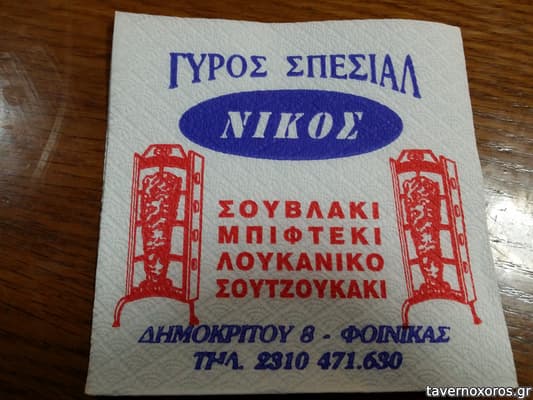 ΓΥΡΟΣ ΣΠΕΣΙΑΛ
ΝΙΚΟΣ
ΣΟΥΒΛΑΚΙ
ΜΠΙΦΤΕΚΙ
ΛΟΥΚΑΝΙΚΟ
ΣΟΥΤΖΟΥΚΑΚΙ
ΔΗΜΟΚΡΙΤΟΥ 8 - ΦΟΙΝΙΚΑΣ
ΤΗΛ. 2310 471.630
tavernoxoros.gr